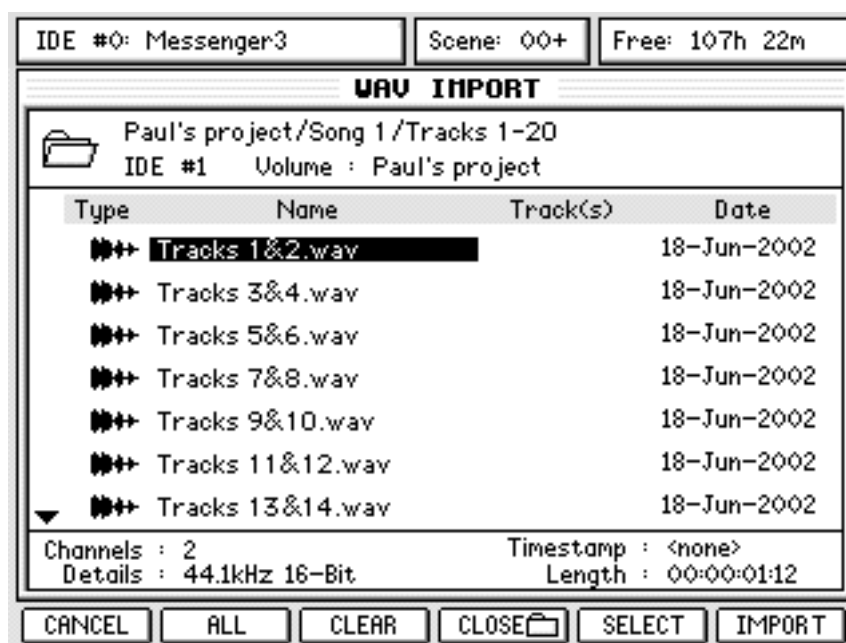 IDE #0: Messenger3 Scene: 00+ Free: 107h 22m
WAV IMPORT
Paul's project/Song 1/Tracks 1-20
IDE #1 Volume : Paul's project
Type Name Track(s) Date
Tracks 1&2.wav 18-Jun-2002
Tracks 3&4.wav 18-Jun-2002
Tracks 5&6.wav 18-Jun-2002
Tracks 7&8.wav 18-Jun-2002
Tracks 9&10.wav 18-Jun-2002
Tracks 11&12.wav 18-Jun-2002
Tracks 13&14.wav 18-Jun-2002
Channels : 2 Timestamp : <none>
Details : 44.1kHz 16-Bit Length : 00:00:01:12
CANCEL ALL CLEAR CLOSE SELECT IMPORT